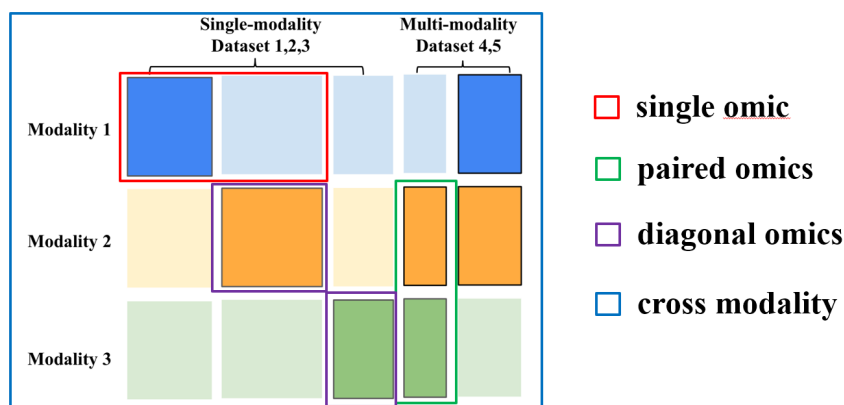 Single-modality
Dataset 1,2,3
Multi-modality
Dataset 4,5
Modality 1
Modality 2
Modality 3
single omic
paired omics
diagonal omics
cross modality